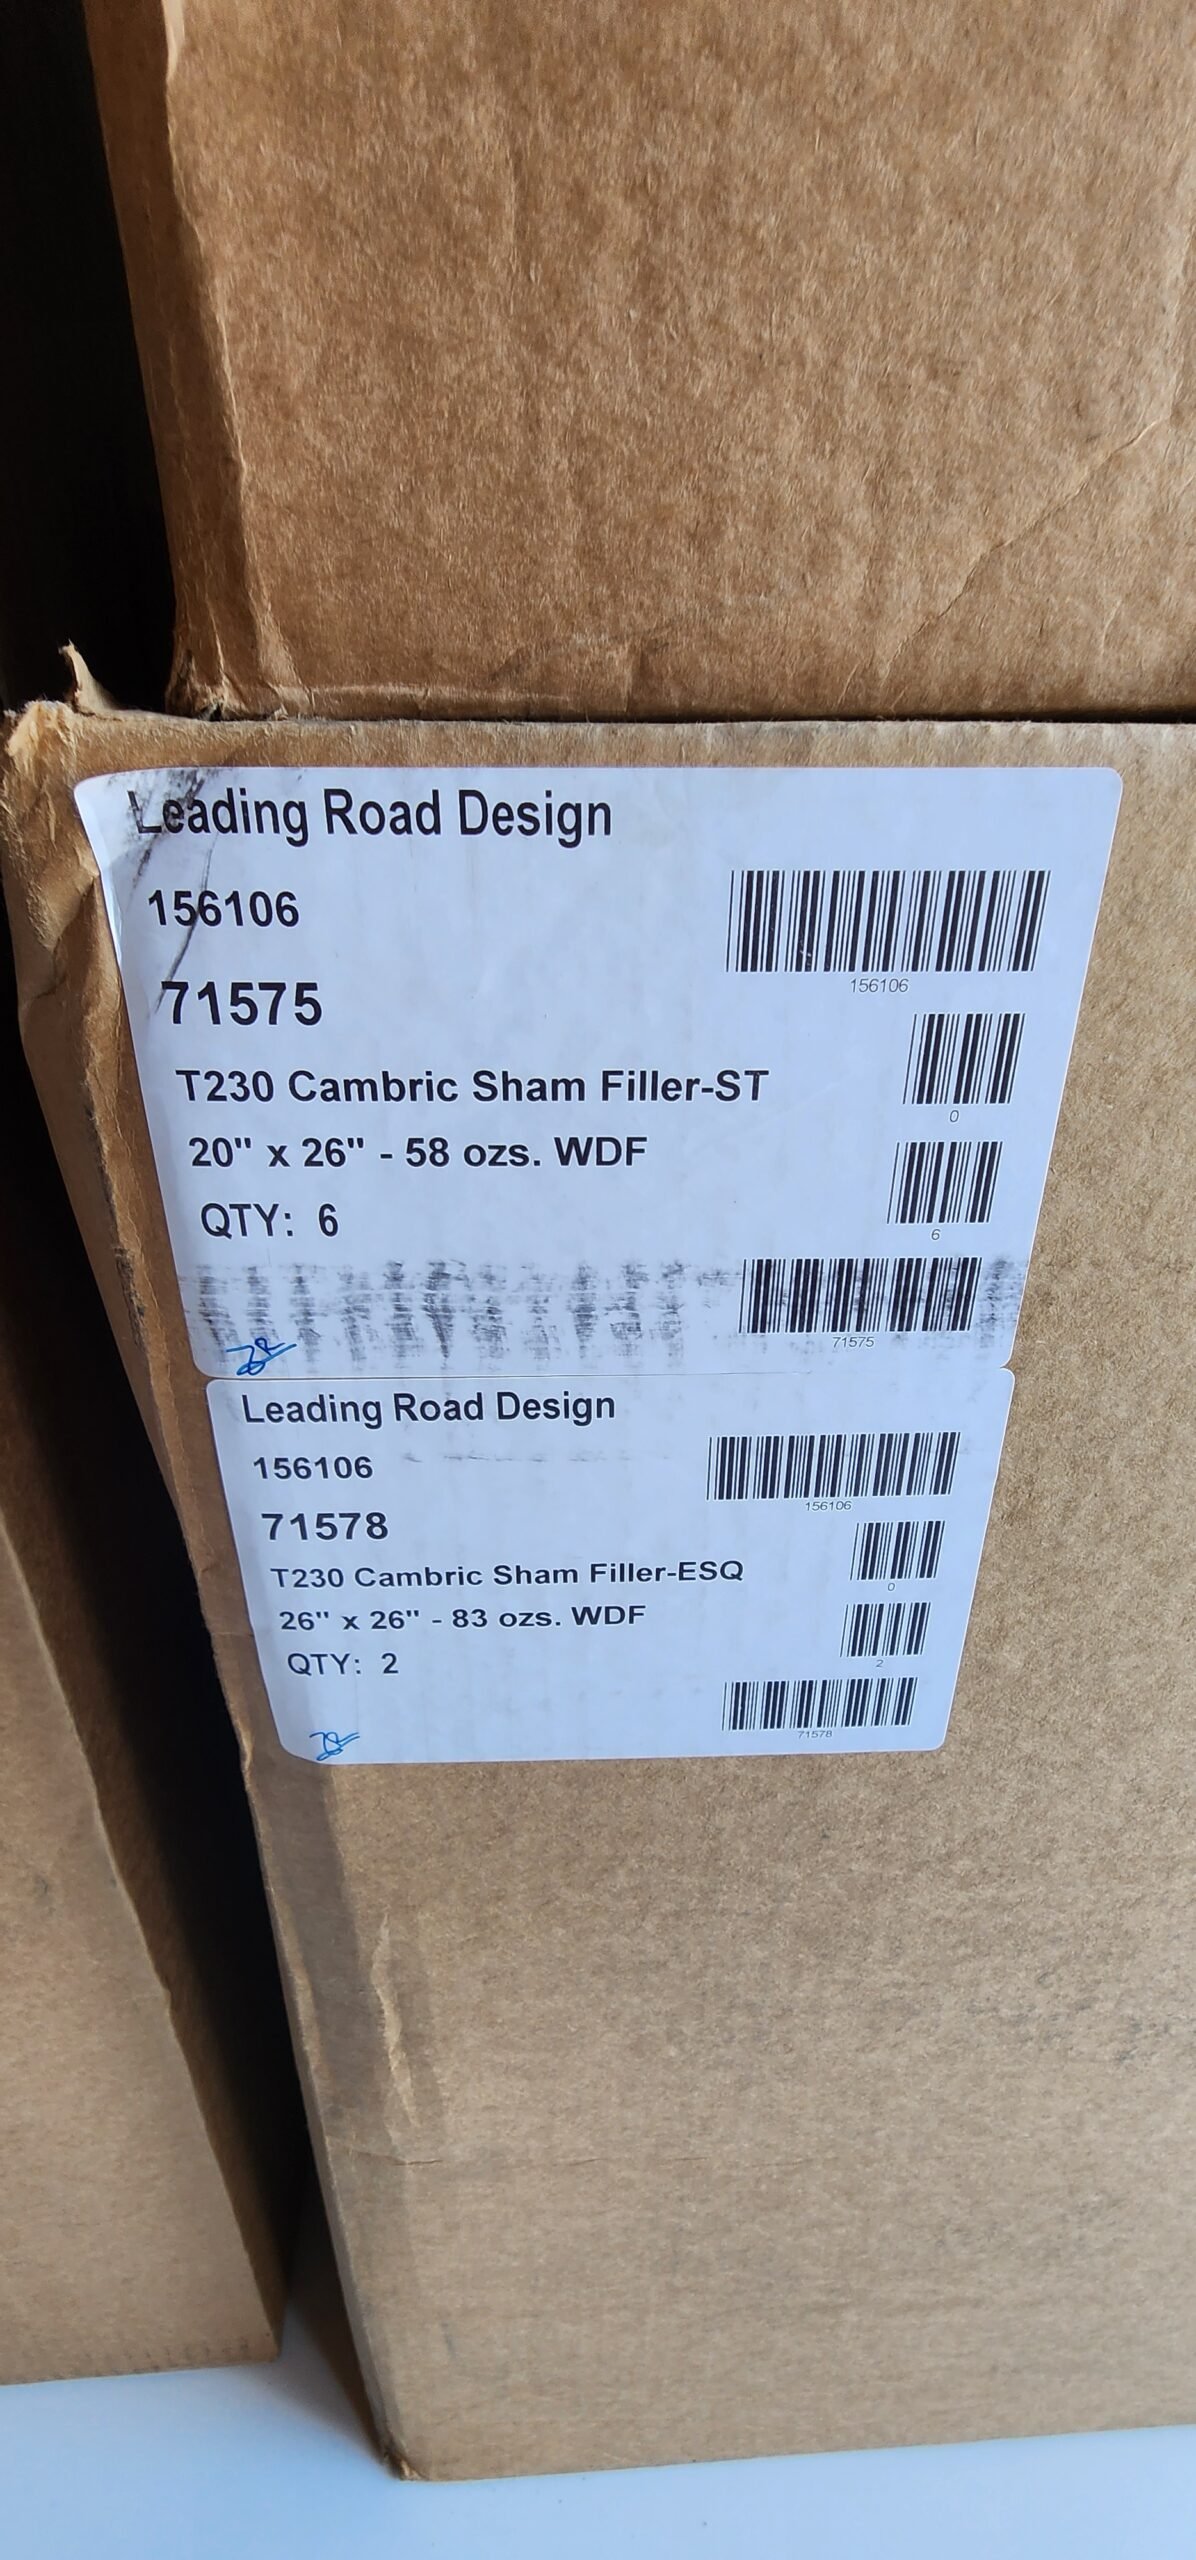 Leading Road Design
156106
156106
71575
0
T230 Cambric Sham Filler-ST
20" x 26" - 58 ozs. WDF
QTY: 6
6
71575
Leading Road Design
156106
156106
71578
0
T230 Cambric Sham Filler-ESQ
26" x 26" - 83 ozs. WDF
QTY: 2
2
71578